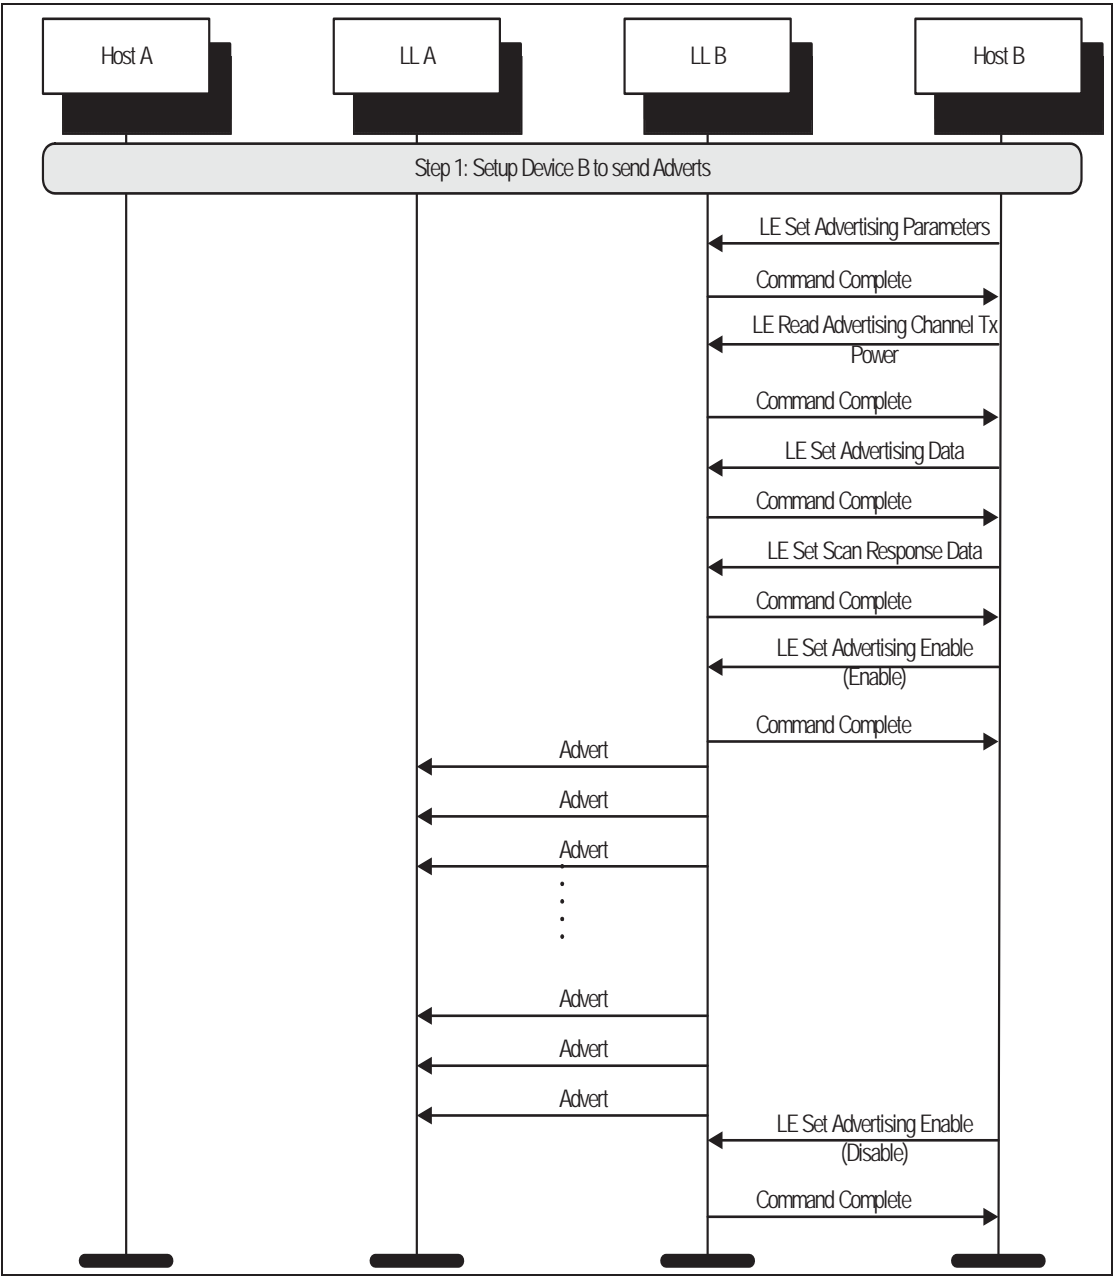 Host A
LL A
LL B
Host B
Step 1: Setup Device B to send Adverts
LE Set Advertising Parameters
Command Complete
LE Read Advertising Channel Tx
Power
Command Complete
LE Set Advertising Data
Command Complete
LE Set Scan Response Data
Command Complete
LE Set Advertising Enable
(Enable)
Command Complete
Advert
Advert
Advert
Advert
Advert
Advert
LE Set Advertising Enable
(Disable)
Command Complete